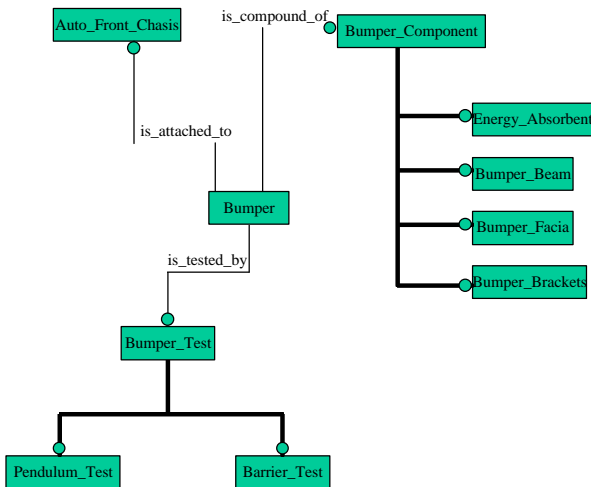 is_compound_of
Auto_Front_Chasis
Bumper_Component
Energy_Absorbent
is_attached_to
Bumper_Beam
Bumper
Bumper_Facia
is_tested_by
Bumper_Brackets
Bumper_Test
Pendulum_Test
Barrier_Test